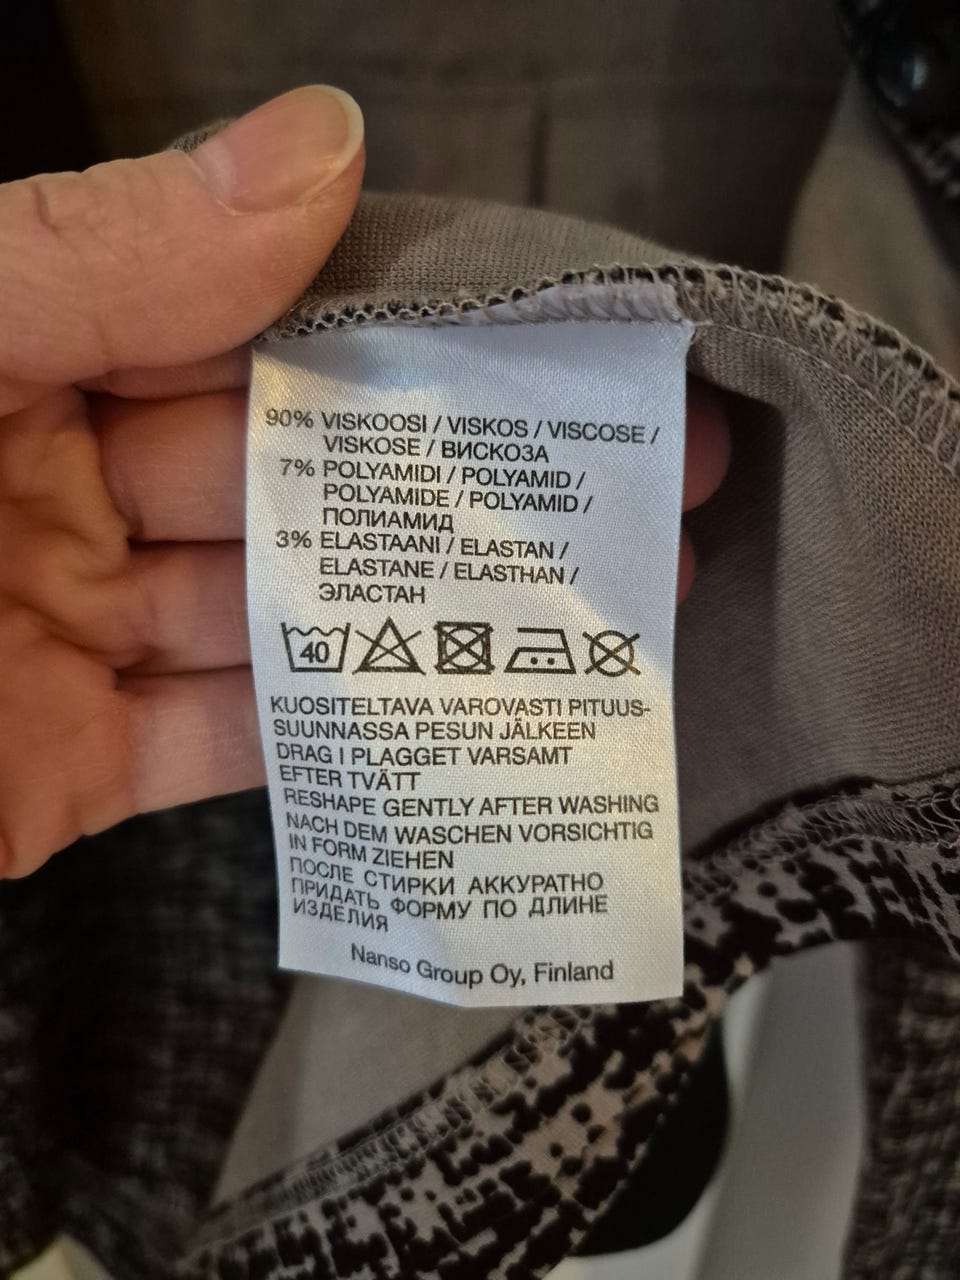 90% VISKOOSI / VISKOS / VISCOSE /
VISKOSE / ВИСКОЗА
7% POLYAMIDI / POLYAMID /
POLYAMIDE / POLYAMID /
ПОЛИАМИД
3% ELASTAANI / ELASTAN /
ELASTANE / ELASTHAN /
ЭЛАСТАН
40
KUOSITELTAVA VAROVASTI PITUUS-
SUUNNASSA PESUN JÄLKEEN
DRAG I PLAGGET VARSAMT
EFTER TVÄTT
RESHAPE GENTLY AFTER WASHING
NACH DEM WASCHEN VORSICHTIG
IN FORM ZIEHEN
ПОСЛЕ СТИРКИ АККУРАТНО
ПРИДАТЬ ФОРМУ ПО ДЛИНЕ
ИЗДЕЛИЯ
Nanso Group Oy, Finland